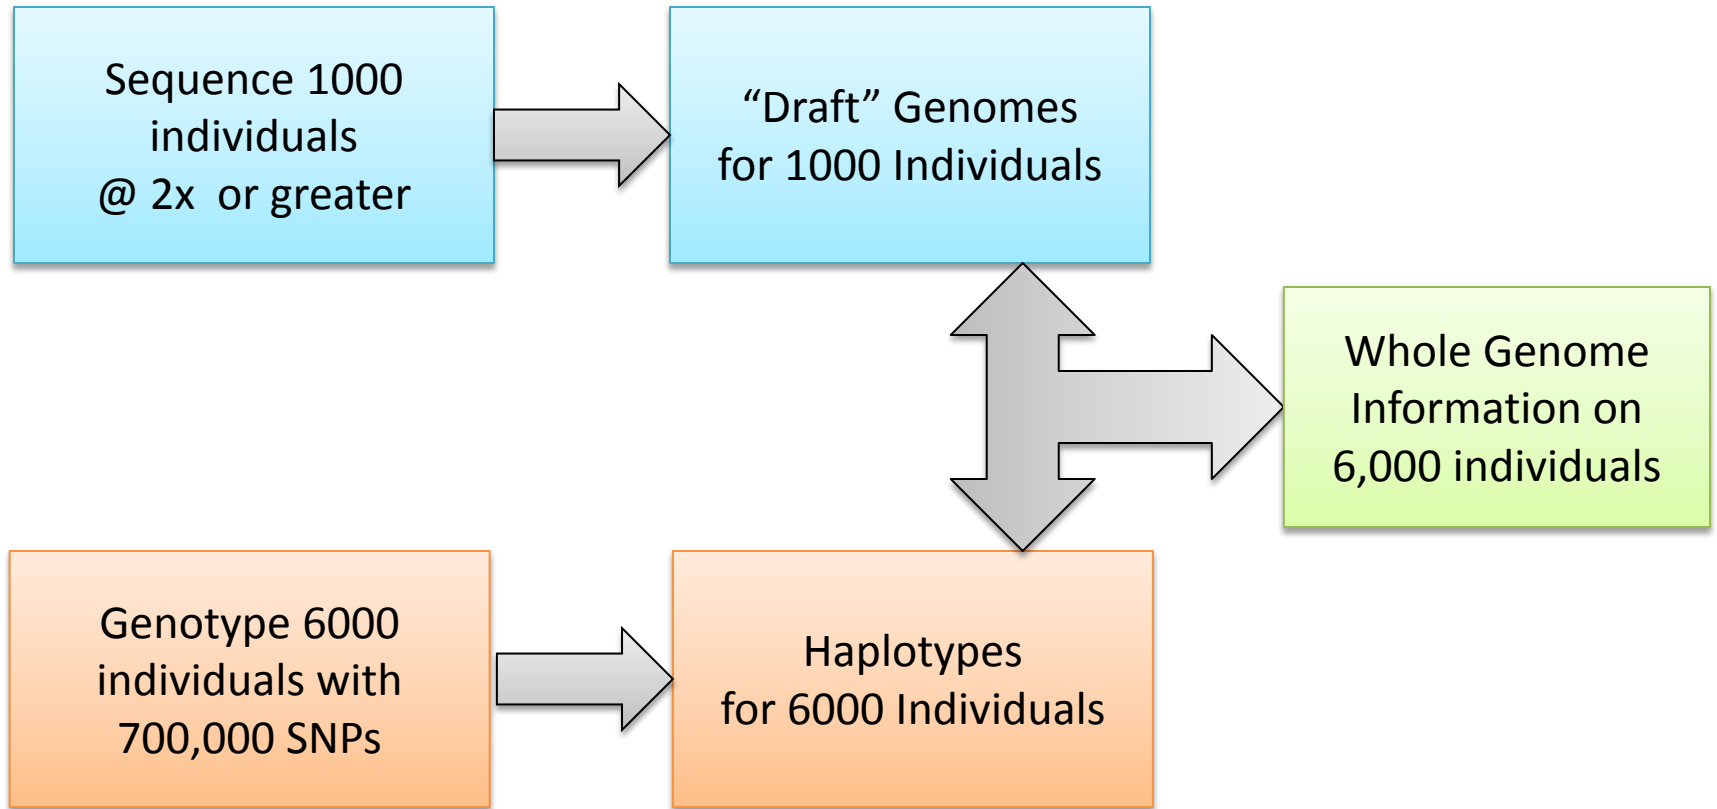 Sequence 1000
individuals
@ 2x or greater
“Draft” Genomes
for 1000 Individuals
Whole Genome
Information on
6,000 individuals
Genotype 6000
individuals with
700,000 SNPs
Haplotypes
for 6000 Individuals